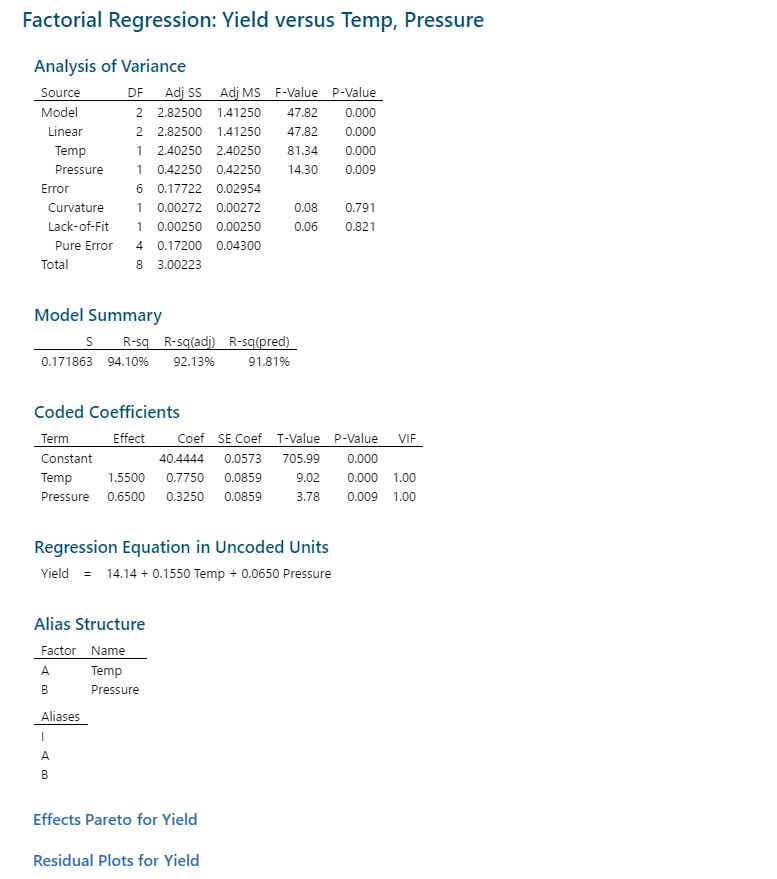 Factorial Regression: Yield versus Temp, Pressure
Analysis of Variance
Source DF Adj SS Adj MS F-Value P-Value
Model 2 2.82500 1.41250 47.82 0.000
Linear 2 2.82500 1.41250 47.82 0.000
Temp 1 2.40250 2.40250 81.34 0.000
Pressure 1 0.42250 0.42250 14.30 0.009
Error 6 0.17722 0.02954
Curvature 1 0.00272 0.00272 0.08 0.791
Lack-of-Fit 1 0.00250 0.00250 0.06 0.821
Pure Error 4 0.17200 0.04300
Total 8 3.00223
Model Summary
S R-sq R-sq(adj) R-sq(pred)
0.171863 94.10% 92.13% 91.81%
Coded Coefficients
Term Effect Coef SE Coef T-Value P-Value VIF
Constant 40.4444 0.0573 705.99 0.000
Temp 1.5500 0.7750 0.0859 9.02 0.000 1.00
Pressure 0.6500 0.3250 0.0859 3.78 0.009 1.00
Regression Equation in Uncoded Units
Yield = 14.14 + 0.1550 Temp + 0.0650 Pressure
Alias Structure
Factor Name
A Temp
B Pressure
Aliases
I
A
B
Effects Pareto for Yield
Residual Plots for Yield